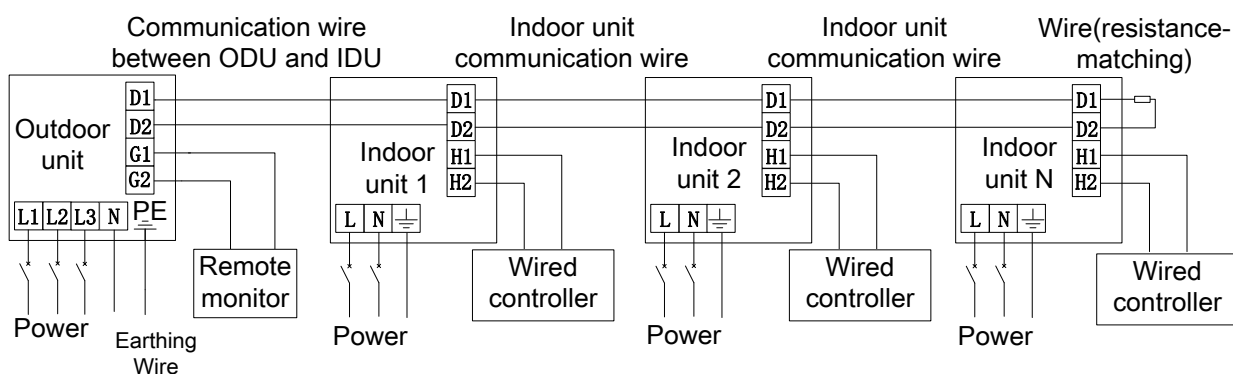 Communication wire
between ODU and IDU
Indoor unit
communication wire
Indoor unit
communication wire
Wire(resistance-
matching)
Outdoor
unit
D1
D2
G1
G2
L1 L2 L3 N PE
Power
Earthing
Wire
Remote
monitor
Indoor
unit 1
D1
D2
H1
H2
L N
Power
Wired
controller
Indoor
unit 2
D1
D2
H1
H2
L N
Power
Wired
controller
Indoor
unit N
D1
D2
H1
H2
L N
Power
Wired
controller